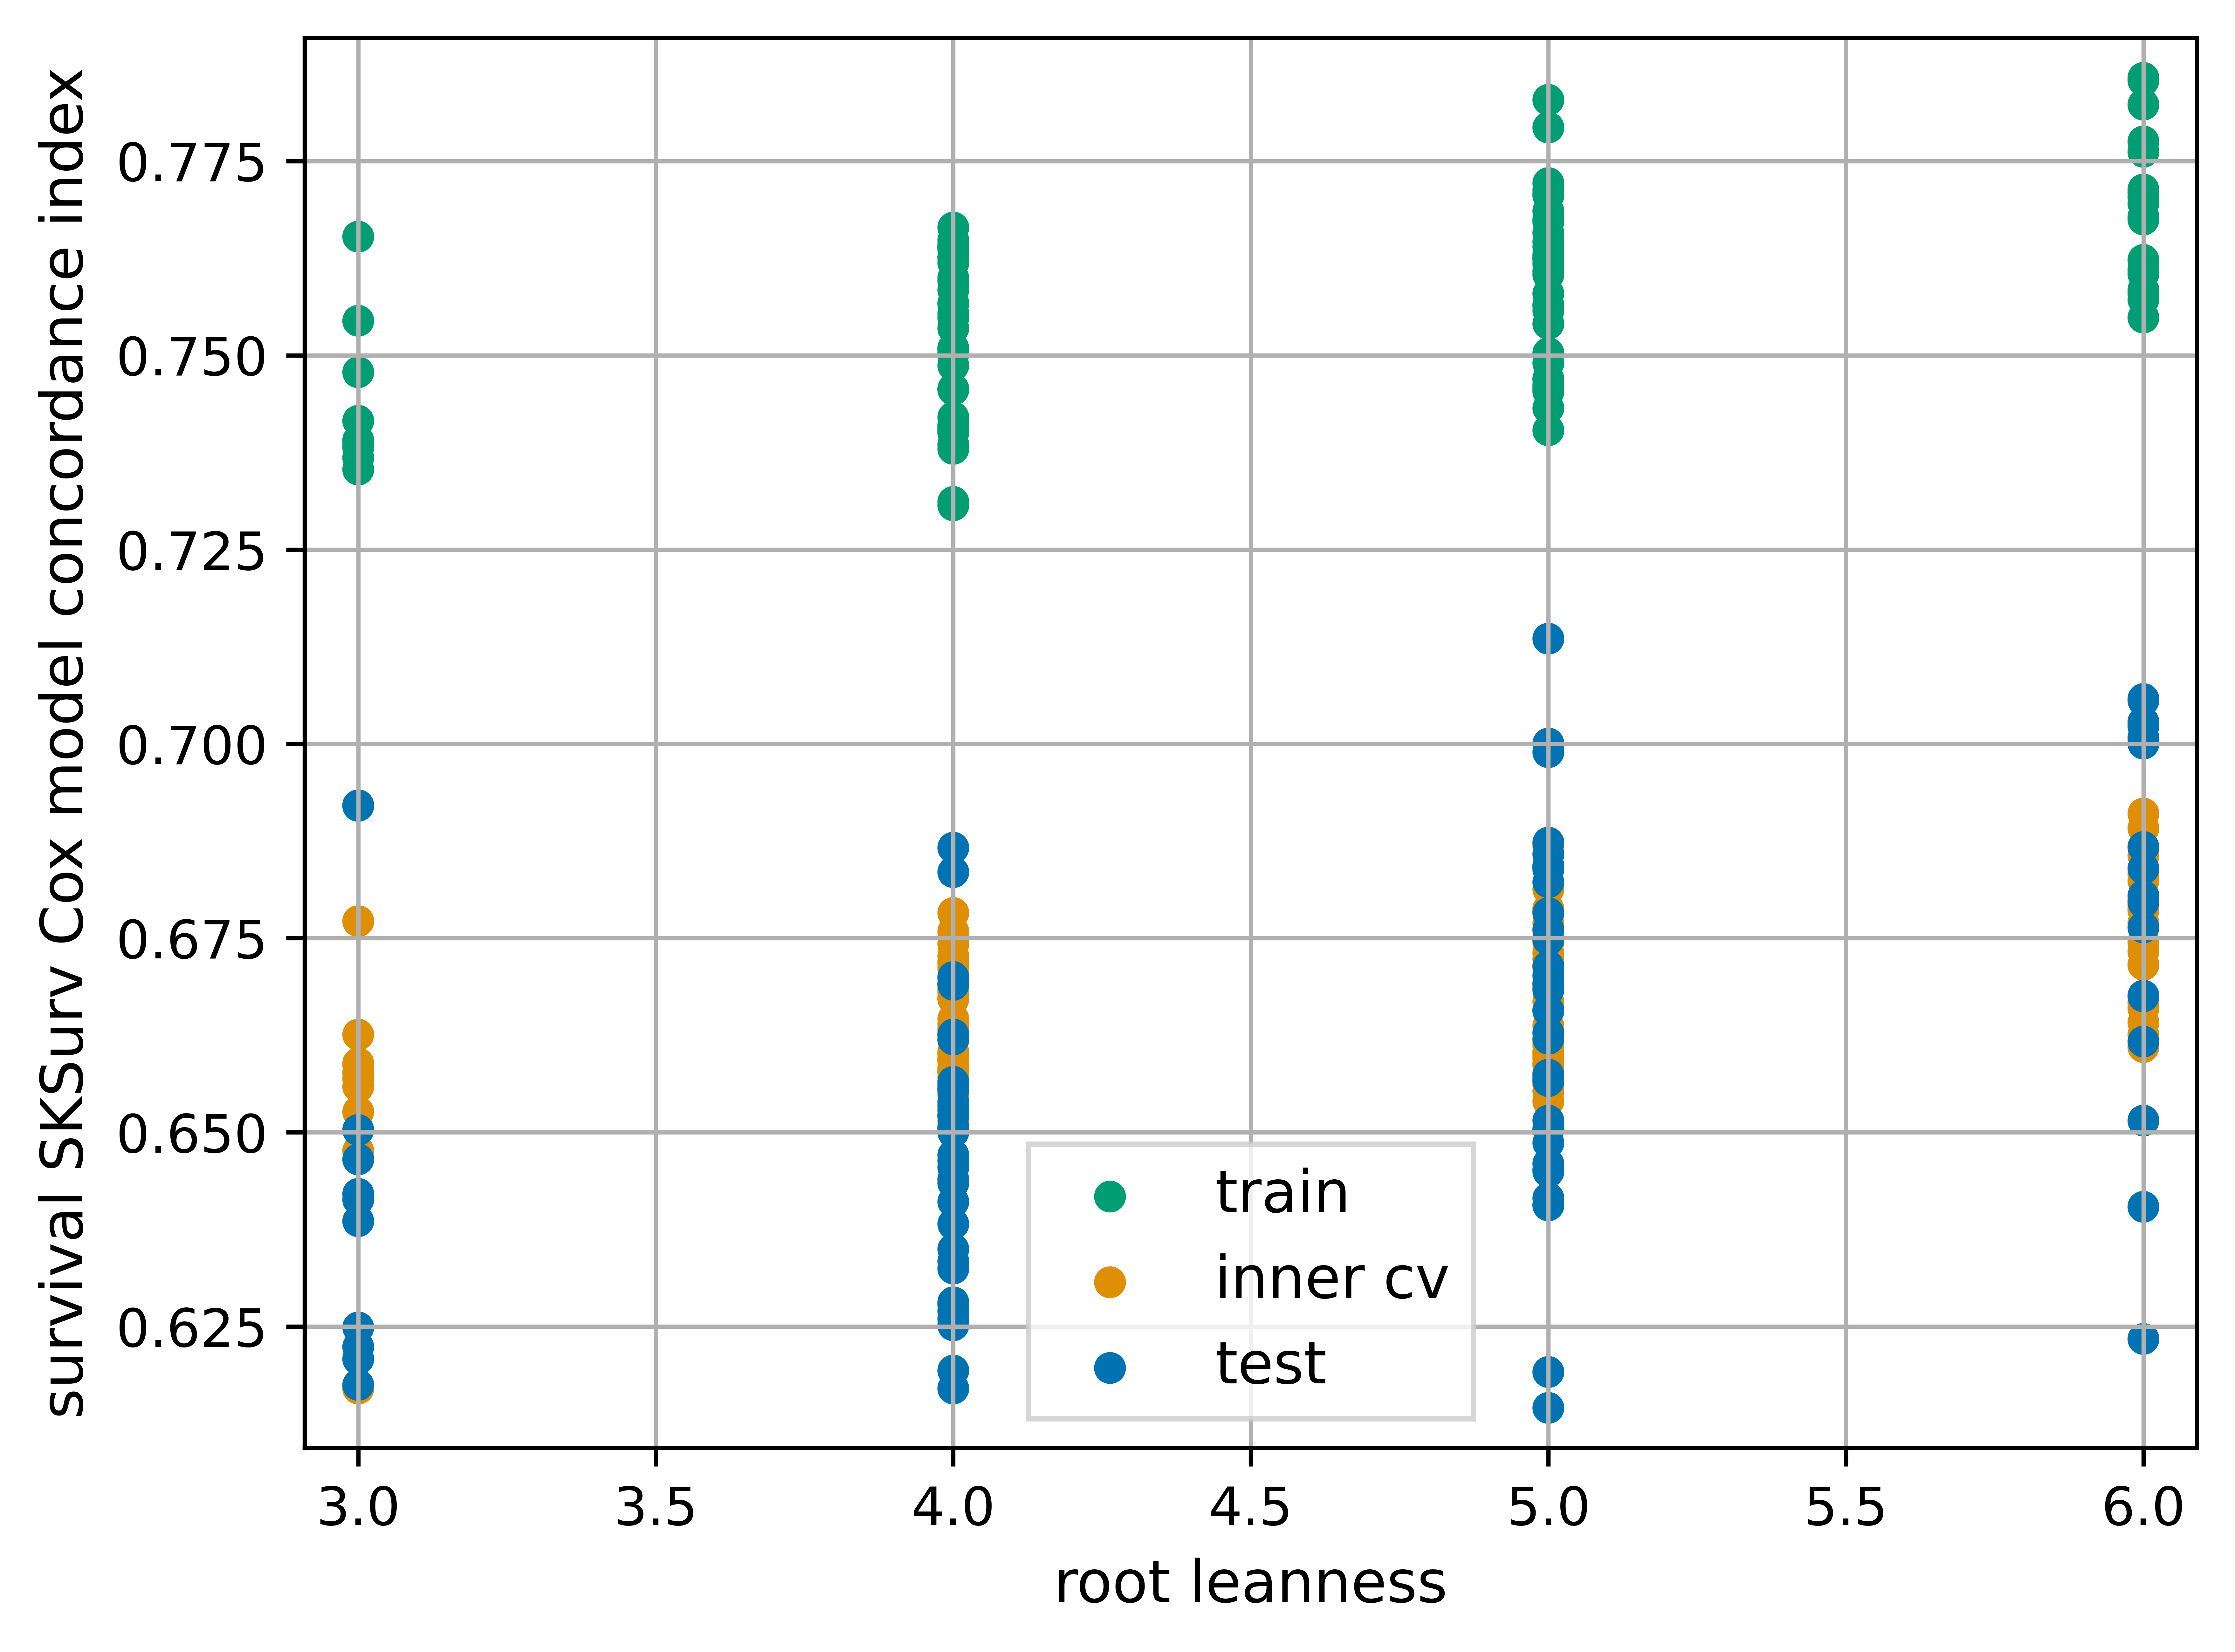 survival SKSurv Cox model concordance index
0.775
0.750
0.725
0.700
0.675
0.650
0.625
train
inner cv
test
3.0 3.5 4.0 4.5 5.0 5.5 6.0
root leanness